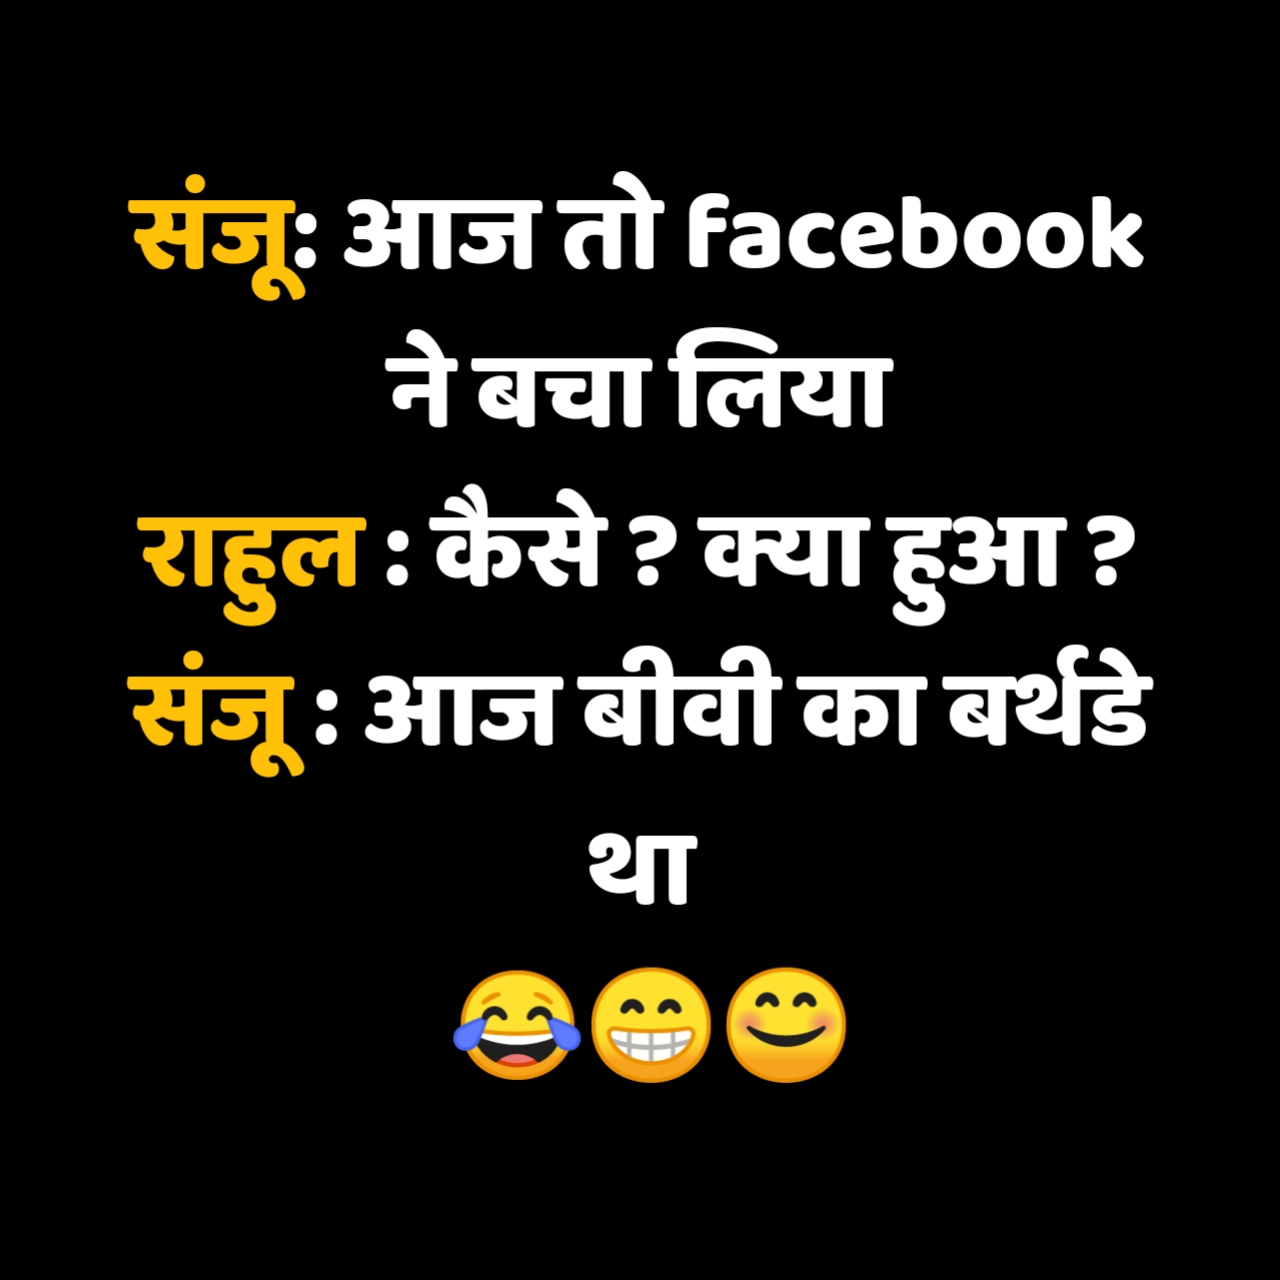 संजू: आज तो facebook
ने बचा लिया
राहुल : कैसे ? क्या हुआ ?
संजू : आज बीवी का बर्थडे
था
😂😁😊